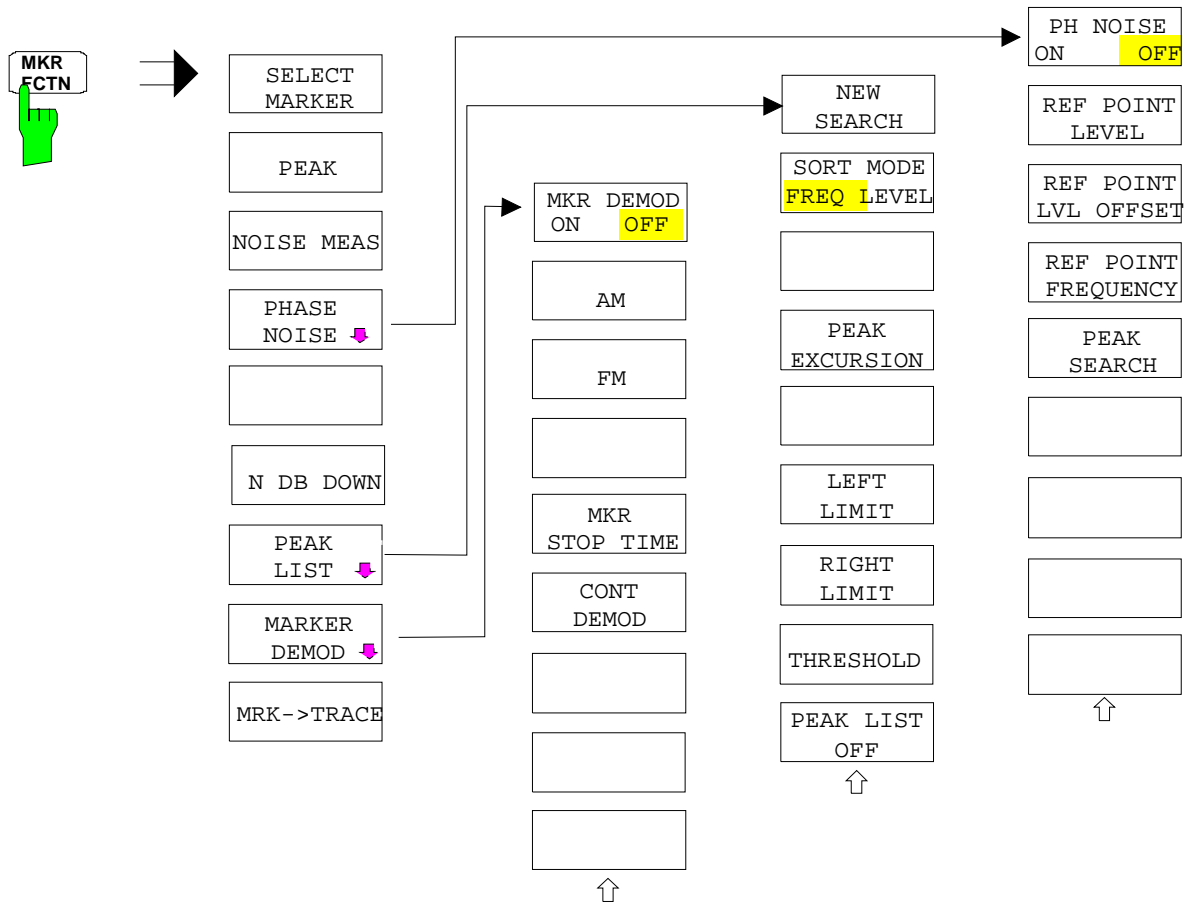 MKR
FCTN
SELECT
MARKER
PEAK
NOISE MEAS
PHASE
NOISE
N DB DOWN
PEAK
LIST
MARKER
DEMOD
MRK->TRACE
MKR DEMOD
ON OFF
AM
FM
MKR
STOP TIME
CONT
DEMOD
NEW
SEARCH
SORT MODE
FREQ LEVEL
PEAK
EXCURSION
LEFT
LIMIT
RIGHT
LIMIT
THRESHOLD
PEAK LIST
OFF
PH NOISE
ON OFF
REF POINT
LEVEL
REF POINT
LVL OFFSET
REF POINT
FREQUENCY
PEAK
SEARCH